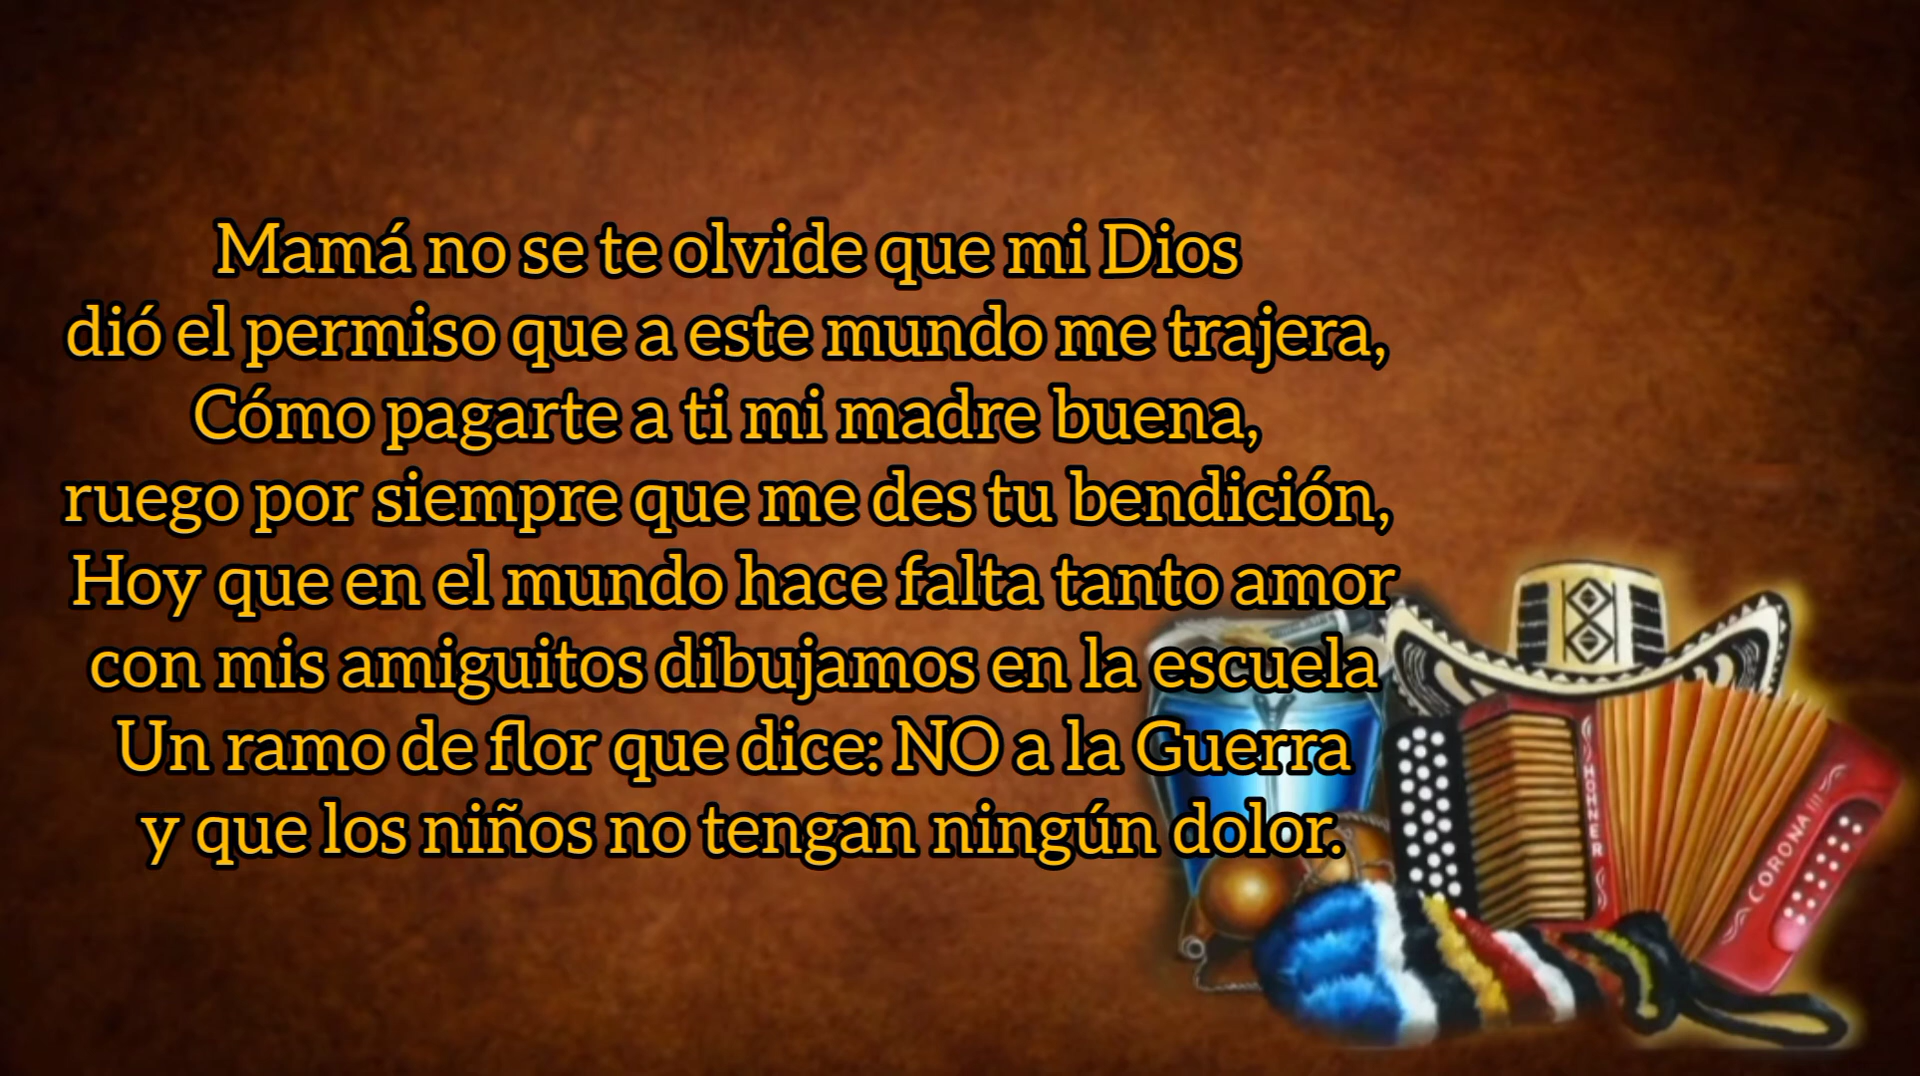 Mamá no se te olvide que mi Dios
dió el permiso que a este mundo me trajera,
Cómo pagarte a ti mi madre buena,
ruego por siempre que me des tu bendición,
Hoy que en el mundo hace falta tanto amor
con mis amiguitos dibujamos en la escuela
Un ramo de flor que dice: NO a la Guerra
y que los niños no tengan ningún dolor.
HOHNER
CORONA III